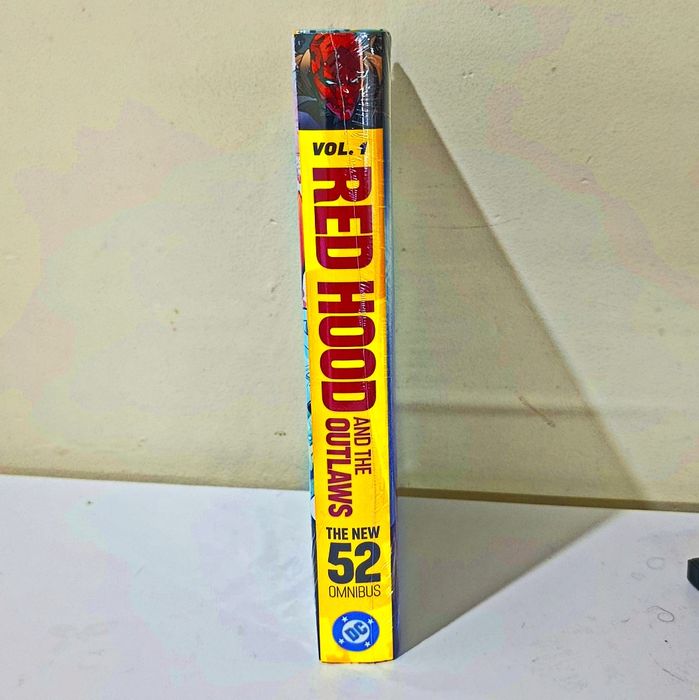 VOL. 1
RED HOOD
AND THE
OUTLAWS
THE NEW
52
OMNIBUS
DC